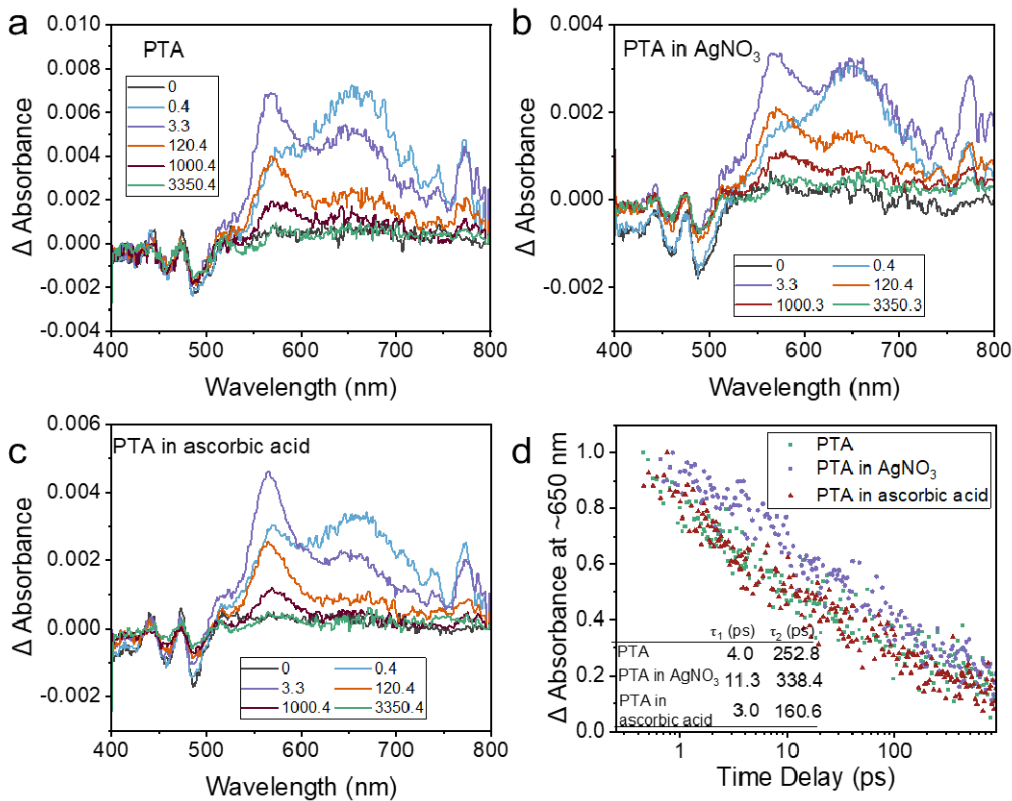 a
PTA
0
0.4
3.3
120.4
1000.4
3350.4
0.010
0.008
0.006
0.004
0.002
0.000
-0.002
-0.004
Δ Absorbance
400
500
600
700
800
Wavelength (nm)
b
PTA in AgNO₃
0.004
0.002
0.000
-0.002
Δ Absorbance
0 0.4
3.3 120.4
1000.3 3350.3
400
500
600
700
800
Wavelength (nm)
c
PTA in ascorbic acid
0.006
0.004
0.002
0.000
-0.002
Δ Absorbance
0 0.4
3.3 120.4
1000.4 3350.4
400
500
600
700
800
Wavelength (nm)
d
PTA
PTA in AgNO₃
PTA in ascorbic acid
1.0
0.8
0.6
0.4
0.2
0.0
Δ Absorbance at ~650 nm
τ₁ (ps) τ₂ (ps)
PTA 4.0 252.8
PTA in AgNO₃ 11.3 338.4
PTA in
ascorbic acid 3.0 160.6
1
10
100
Time Delay (ps)